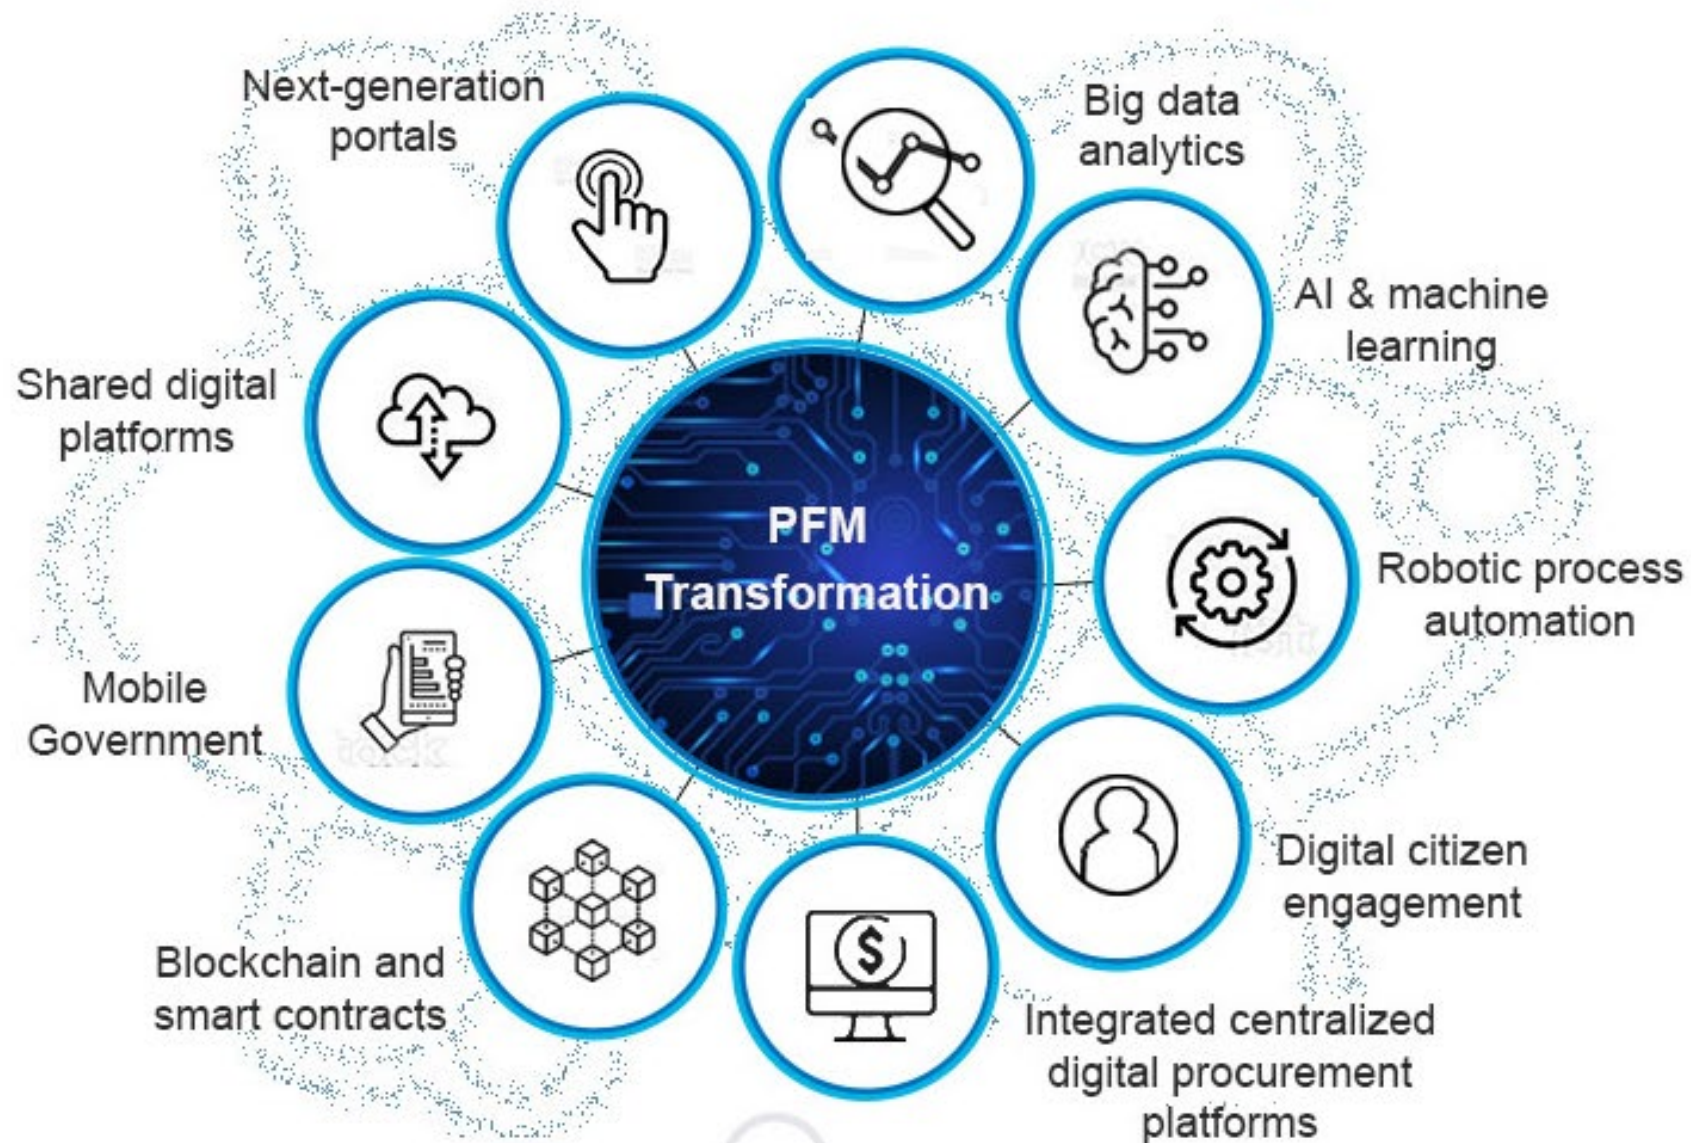 Next-generation
portals
Big data
analytics
AI & machine
learning
Shared digital
platforms
PFM
Transformation
Robotic process
automation
Mobile
Government
Digital citizen
engagement
Blockchain and
smart contracts
Integrated centralized
digital procurement
platforms
$